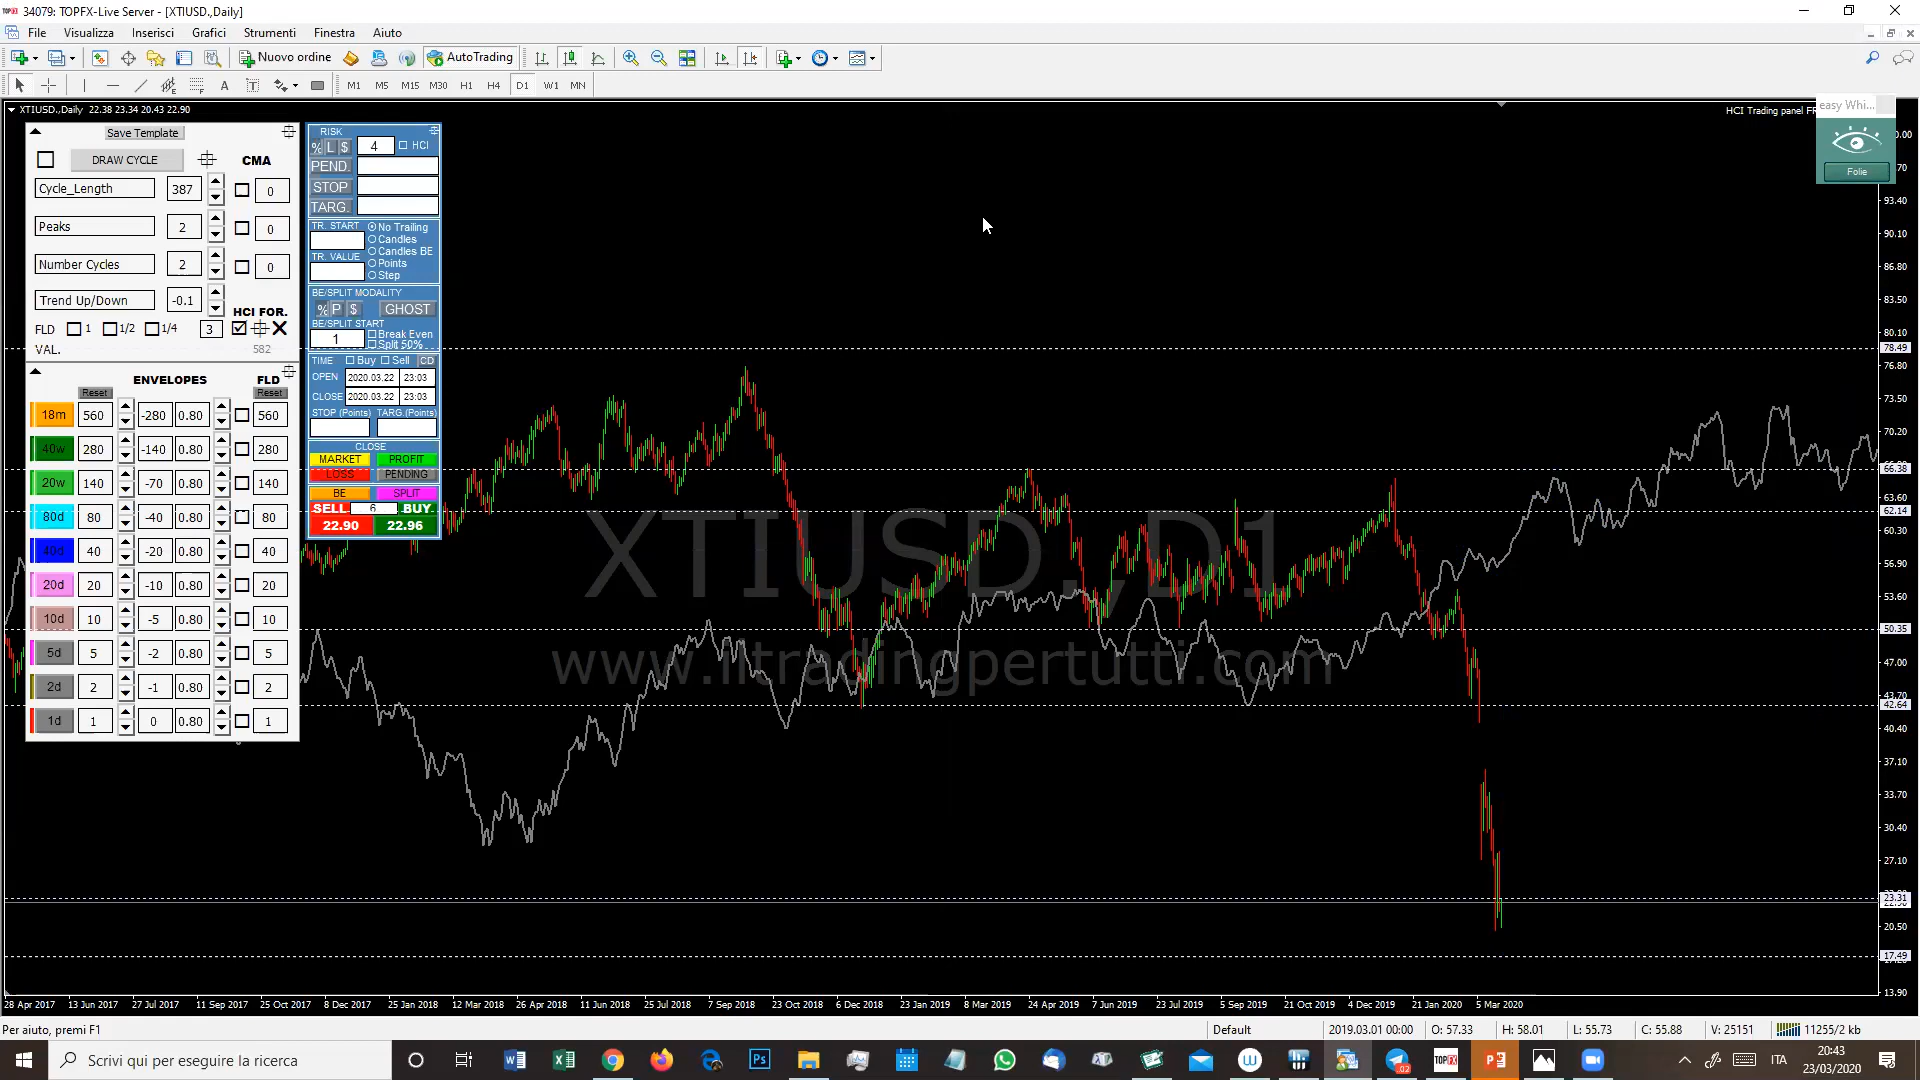 34079: TOPFX-Live Server - [XTIUSD.,Daily]
File Visualizza Inserisci Grafici Strumenti Finestra Aiuto
Nuovo ordine AutoTrading
A T M1 M5 M15 M30 H1 H4 D1 W1 MN
XTIUSD.,Daily 22.38 23.34 20.43 22.90
HCI Trading panel FR
easy Whi...
Folie
Save Template
DRAW CYCLE CMA
Cycle_Length 387 0
Peaks 2 0
Number Cycles 2 0
Trend Up/Down -0.1
HCI FOR.
FLD 1 1/2 1/4 3
VAL. 582
ENVELOPES FLD
Reset Reset
18m 560 -280 0.80 560
40w 280 -140 0.80 280
20w 140 -70 0.80 140
80d 80 -40 0.80 80
40d 40 -20 0.80 40
20d 20 -10 0.80 20
10d 10 -5 0.80 10
5d 5 -2 0.80 5
2d 2 -1 0.80 2
1d 1 0 0.80 1
RISK
% L $ 4 HCI
PEND.
STOP
TARG.
TR. START No Trailing
Candles
TR. VALUE Candles BE
Points
Step
BE/SPLIT MODALITY
% P $ GHOST
BE/SPLIT START
1 Break Even
Split 50%
TIME Buy Sell CD
OPEN 2020.03.22 23:03
CLOSE 2020.03.22 23:03
STOP (Points) TARG.(Points)
CLOSE
MARKET PROFIT
LOSS PENDING
BE SPLIT
SELL 6 BUY
22.90 22.96
XTIUSD.,D1
www.iltradingpertutti.com
93.40
90.10
86.80
83.50
80.10
78.49
76.80
73.50
70.20
66.38
63.60
62.14
60.30
56.90
53.60
50.35
47.00
43.70
42.64
40.40
37.10
33.70
30.40
27.10
23.31
20.50
17.49
13.90
28 Apr 2017 13 Jun 2017 27 Jul 2017 11 Sep 2017 25 Oct 2017 8 Dec 2017 25 Jan 2018 12 Mar 2018 26 Apr 2018 11 Jun 2018 25 Jul 2018 7 Sep 2018 23 Oct 2018 6 Dec 2018 23 Jan 2019 8 Mar 2019 24 Apr 2019 7 Jun 2019 23 Jul 2019 5 Sep 2019 21 Oct 2019 4 Dec 2019 21 Jan 2020 5 Mar 2020
Per aiuto, premi F1 Default 2019.03.01 00:00 O: 57.33 H: 58.01 L: 55.73 C: 55.88 V: 25151 11255/2 kb
Scrivi qui per eseguire la ricerca
ITA
20:43
23/03/2020